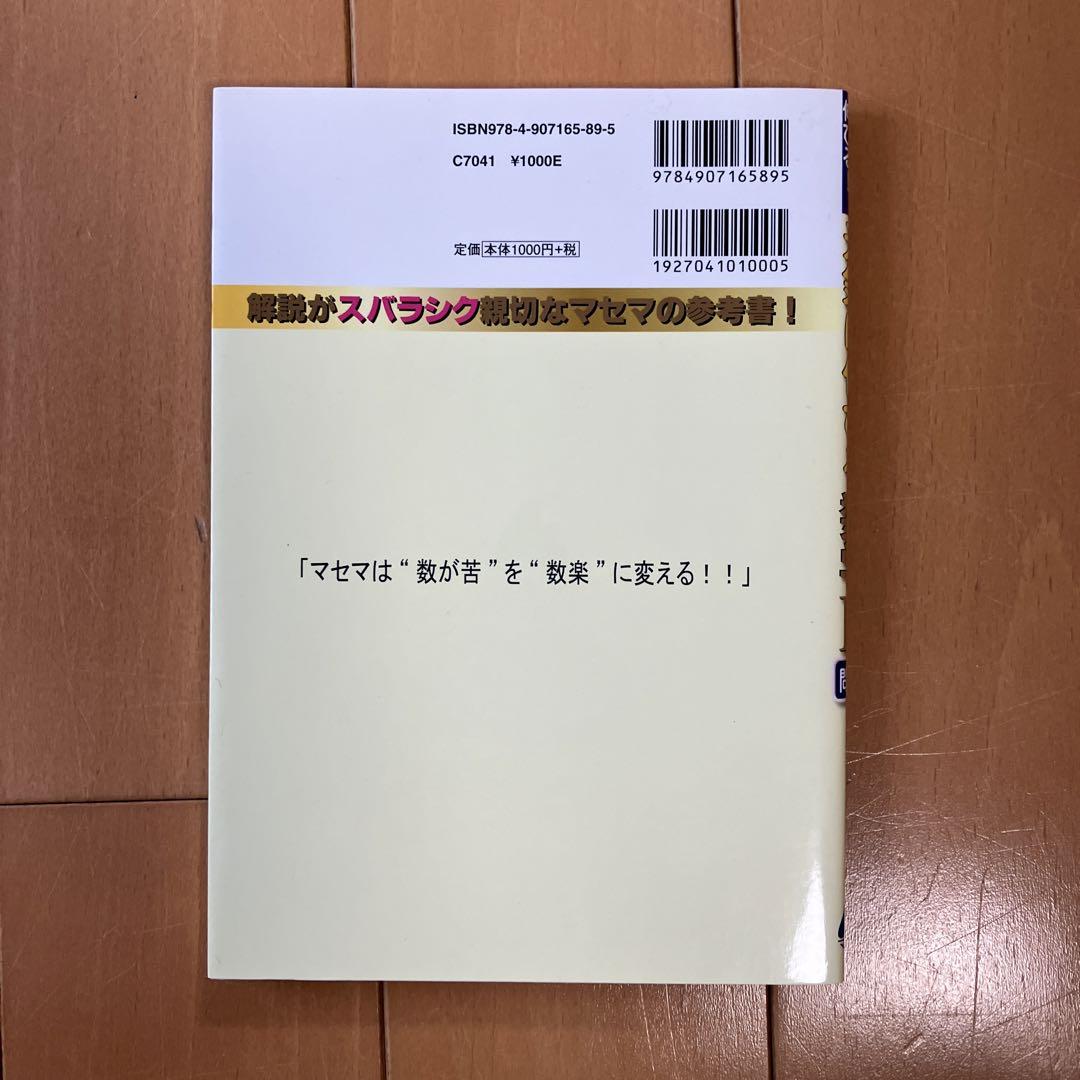 ISBN978-4-907165-89-5
C7041 ¥1000E
9784907165895
定価 本体1000円+税
1927041010005
解説がスバラシク親切なマセマの参考書！
「マセマは“数が苦”を“数楽”に変える！！」